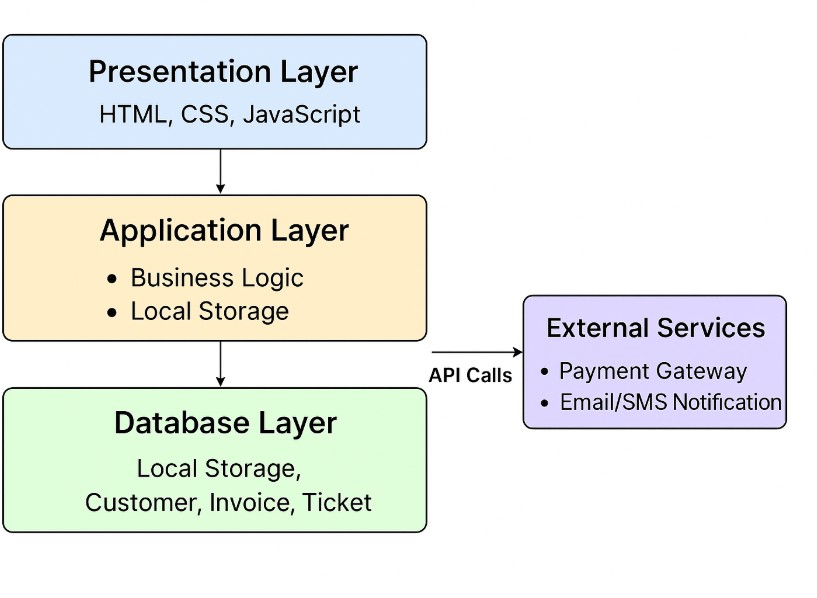 Presentation Layer
HTML, CSS, JavaScript
Application Layer
• Business Logic
• Local Storage
API Calls
External Services
• Payment Gateway
• Email/SMS Notification
Database Layer
Local Storage,
Customer, Invoice, Ticket